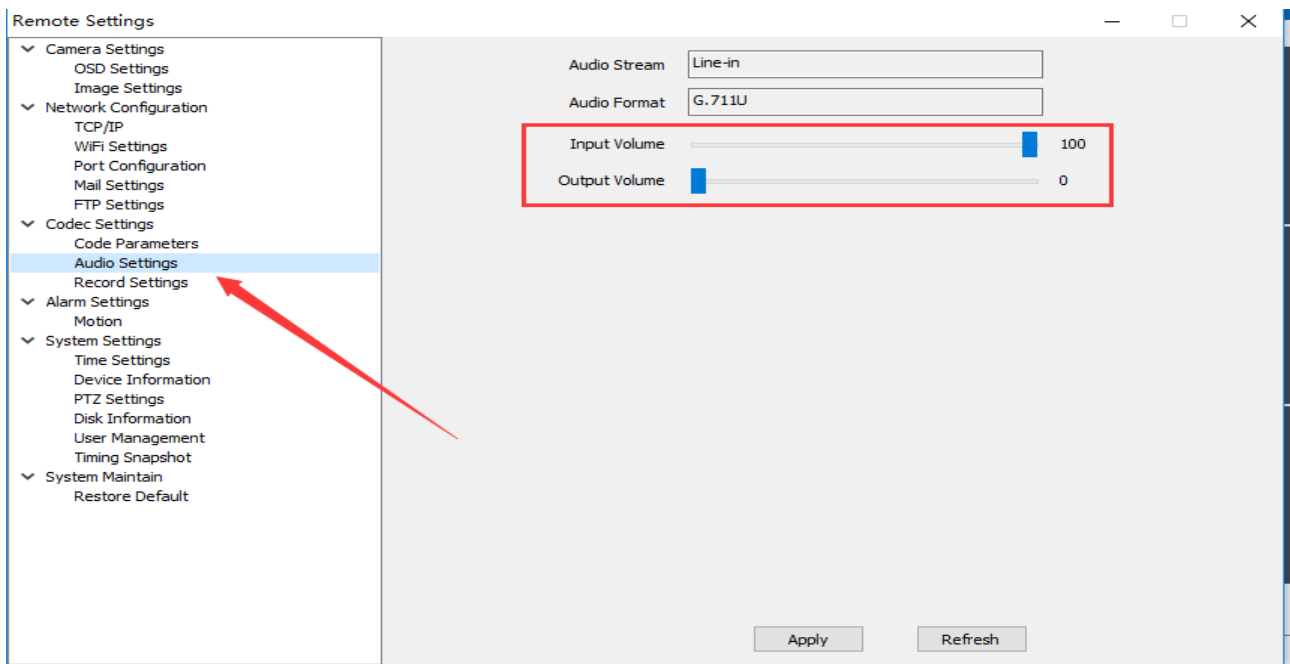 Remote Settings
Camera Settings
OSD Settings
Image Settings
Network Configuration
TCP/IP
WiFi Settings
Port Configuration
Mail Settings
FTP Settings
Codec Settings
Code Parameters
Audio Settings
Record Settings
Alarm Settings
Motion
System Settings
Time Settings
Device Information
PTZ Settings
Disk Information
User Management
Timing Snapshot
System Maintain
Restore Default
Audio Stream Line-in
Audio Format G.711U
Input Volume 100
Output Volume 0
Apply Refresh